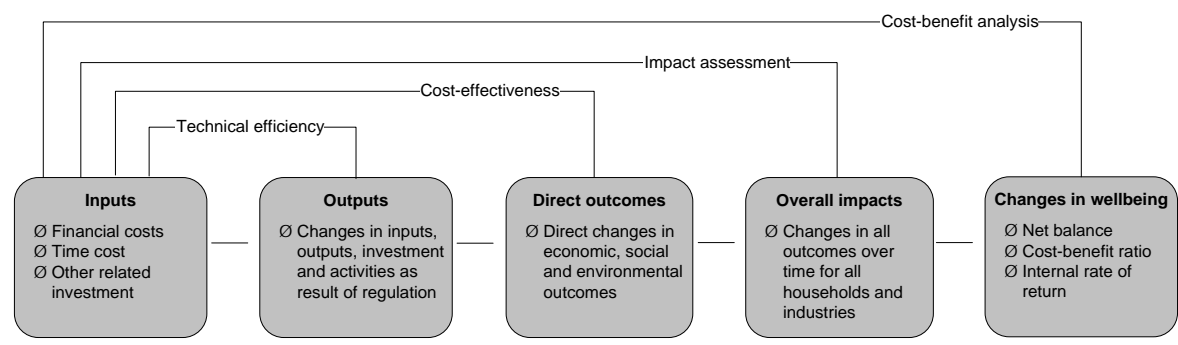 Cost-benefit analysis
Impact assessment
Cost-effectiveness
Technical efficiency
Inputs
Ø Financial costs
Ø Time cost
Ø Other related
investment
Outputs
Ø Changes in inputs,
outputs, investment
and activities as
result of regulation
Direct outcomes
Ø Direct changes in
economic, social
and environmental
outcomes
Overall impacts
Ø Changes in all
outcomes over
time for all
households and
industries
Changes in wellbeing
Ø Net balance
Ø Cost-benefit ratio
Ø Internal rate of
return